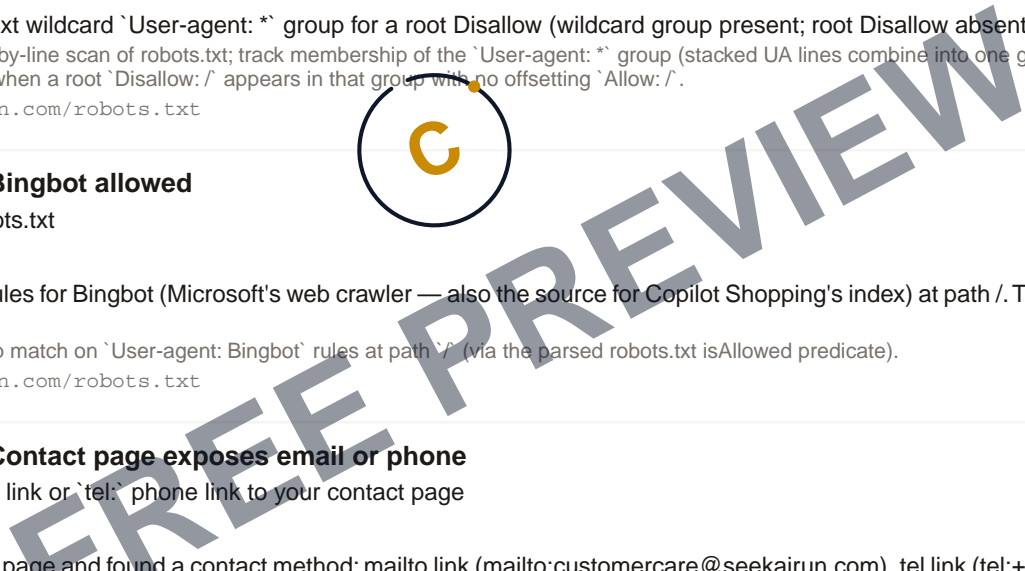 xt wildcard `User-agent: *` group for a root Disallow (wildcard group present; root Disallow absent
by-line scan of robots.txt; track membership of the `User-agent: *` group (stacked UA lines combine into one g
when a root `Disallow: /` appears in that group with no offsetting `Allow: /`.
n.com/robots.txt
C
Bingbot allowed
ots.txt
ules for Bingbot (Microsoft's web crawler — also the source for Copilot Shopping's index) at path /. T
o match on `User-agent: Bingbot` rules at path `/` (via the parsed robots.txt isAllowed predicate).
n.com/robots.txt
Contact page exposes email or phone
link or `tel:` phone link to your contact page
page and found a contact method: mailto link (mailto:customercare@seekairun.com), tel link (tel:+
FREE PREVIEW